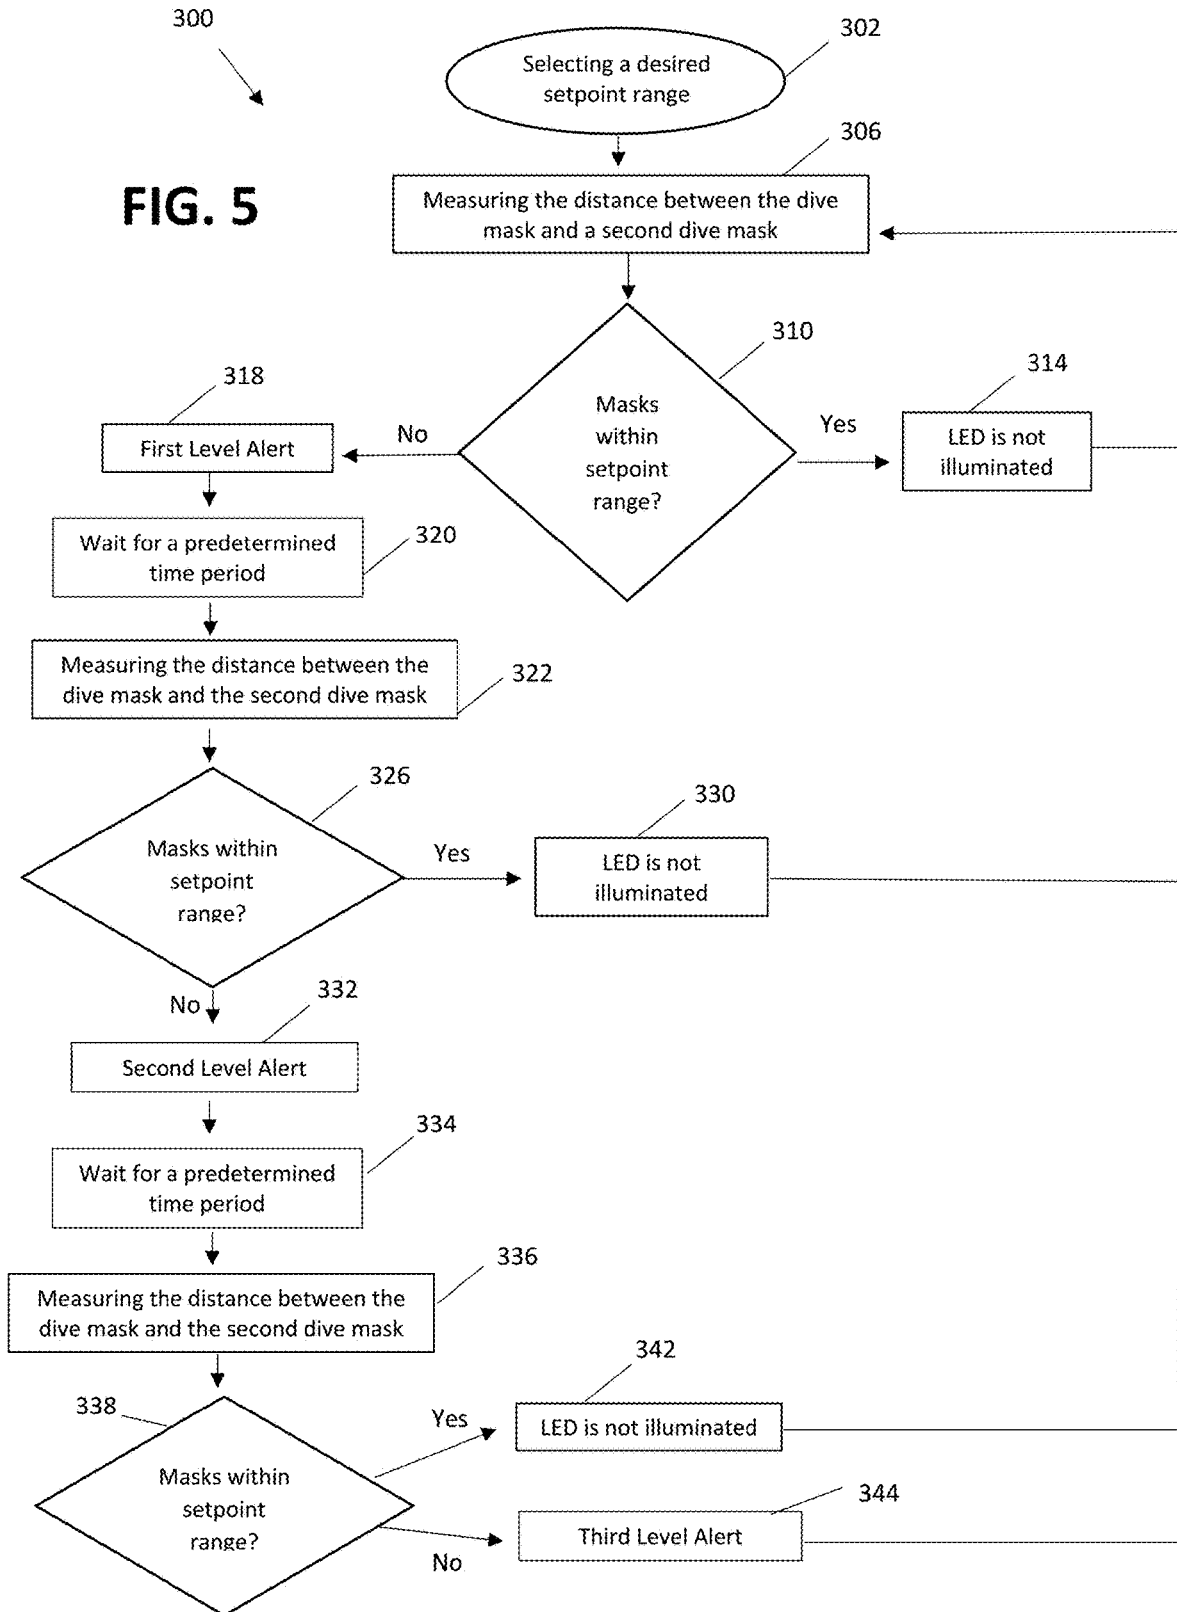 300
302
Selecting a desired
setpoint range
306
FIG. 5
Measuring the distance between the dive
mask and a second dive mask
310
318
314
Masks
within
setpoint
range?
No
Yes
First Level Alert
LED is not
illuminated
Wait for a predetermined
time period
320
Measuring the distance between the
dive mask and the second dive mask
322
326
330
Masks within
setpoint
range?
Yes
LED is not
illuminated
No
332
Second Level Alert
334
Wait for a predetermined
time period
336
Measuring the distance between the
dive mask and the second dive mask
338
342
Yes
LED is not illuminated
Masks within
setpoint
range?
344
No
Third Level Alert